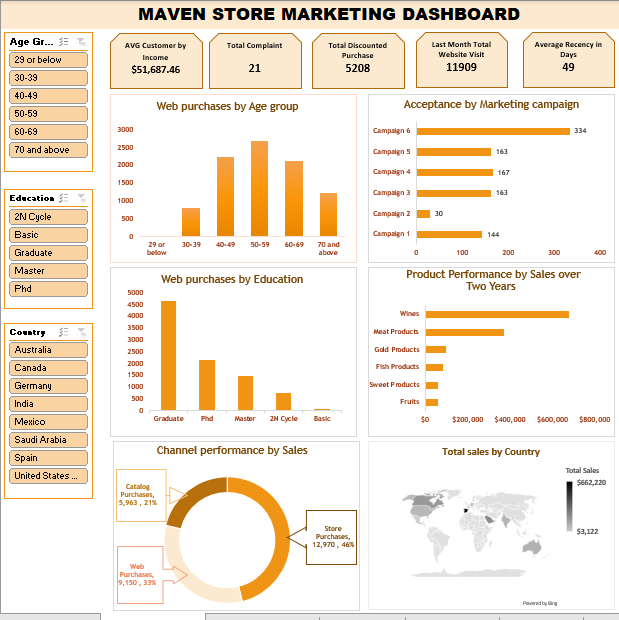 MAVEN STORE MARKETING DASHBOARD
Age Gr...
29 or below
30-39
40-49
50-59
60-69
70 and above
Education
2N Cycle
Basic
Graduate
Master
Phd
Country
Australia
Canada
Germany
India
Mexico
Saudi Arabia
Spain
United States ...
AVG Customer by
Income
$51,687.46
Total Complaint
21
Total Discounted
Purchase
5208
Last Month Total
Website Visit
11909
Average Recency in
Days
49
Web purchases by Age group
3000
2500
2000
1500
1000
500
0
29 or
below
30-39
40-49
50-59
60-69
70 and
above
Acceptance by Marketing campaign
Campaign 6
334
Campaign 5
163
Campaign 4
167
Campaign 3
163
Campaign 2
30
Campaign 1
144
0
100
200
300
400
Web purchases by Education
5000
4500
4000
3500
3000
2500
2000
1500
1000
500
0
Graduate
Phd
Master
2N Cycle
Basic
Product Performance by Sales over
Two Years
Wines
Meat Products
Gold Products
Fish Products
Sweet Products
Fruits
$0
$200,000
$400,000
$600,000
$800,000
Channel performance by Sales
Catalog
Purchases,
5,963 , 21%
Store
Purchases,
12,970 , 46%
Web
Purchases,
9,150 , 33%
Total sales by Country
Total Sales
$662,220
$3,122
Powered by Bing